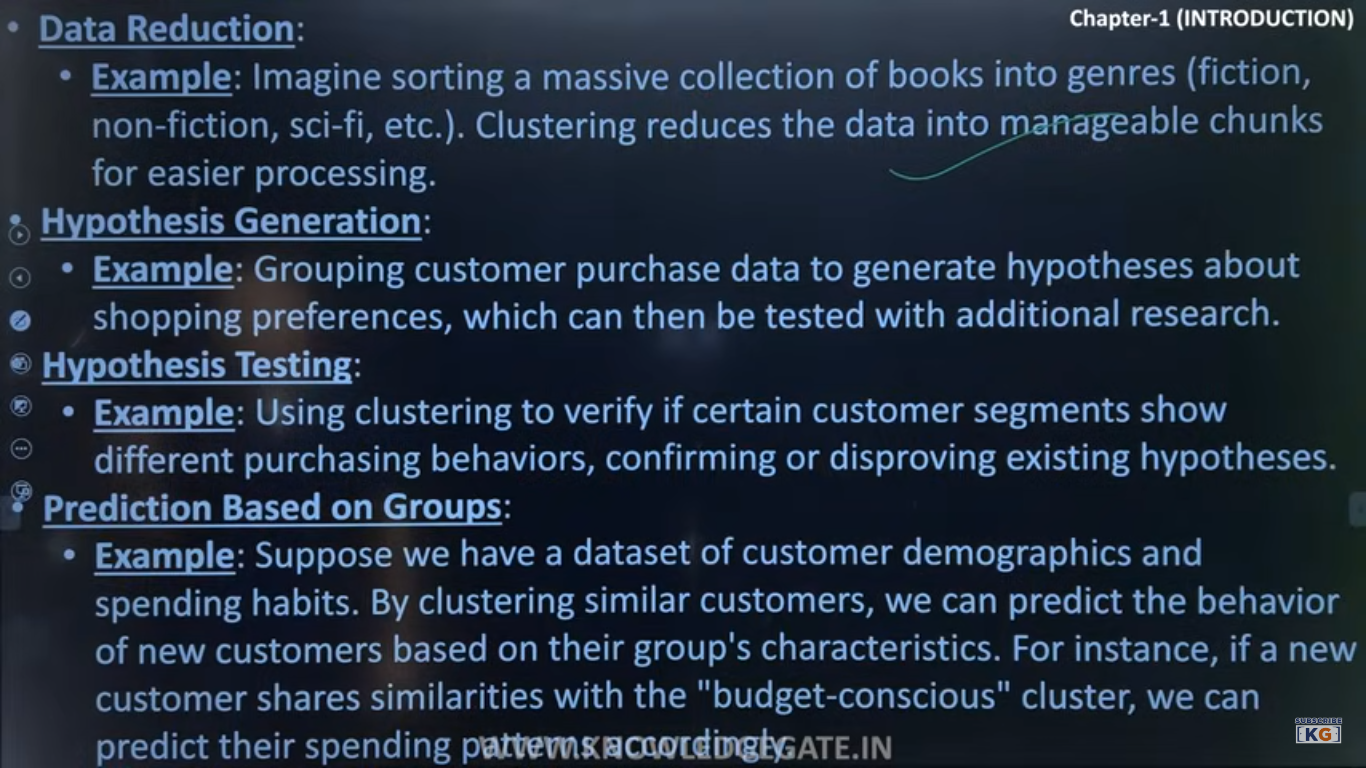 Chapter-1 (INTRODUCTION)
• Data Reduction:
• Example: Imagine sorting a massive collection of books into genres (fiction,
non-fiction, sci-fi, etc.). Clustering reduces the data into manageable chunks
for easier processing.
• Hypothesis Generation:
• Example: Grouping customer purchase data to generate hypotheses about
shopping preferences, which can then be tested with additional research.
Hypothesis Testing:
• Example: Using clustering to verify if certain customer segments show
different purchasing behaviors, confirming or disproving existing hypotheses.
• Prediction Based on Groups:
• Example: Suppose we have a dataset of customer demographics and
spending habits. By clustering similar customers, we can predict the behavior
of new customers based on their group's characteristics. For instance, if a new
customer shares similarities with the "budget-conscious" cluster, we can
predict their spending patterns accordingly.
WWW.KNOWLEDGEGATE.IN
SUBSCRIBE
KG